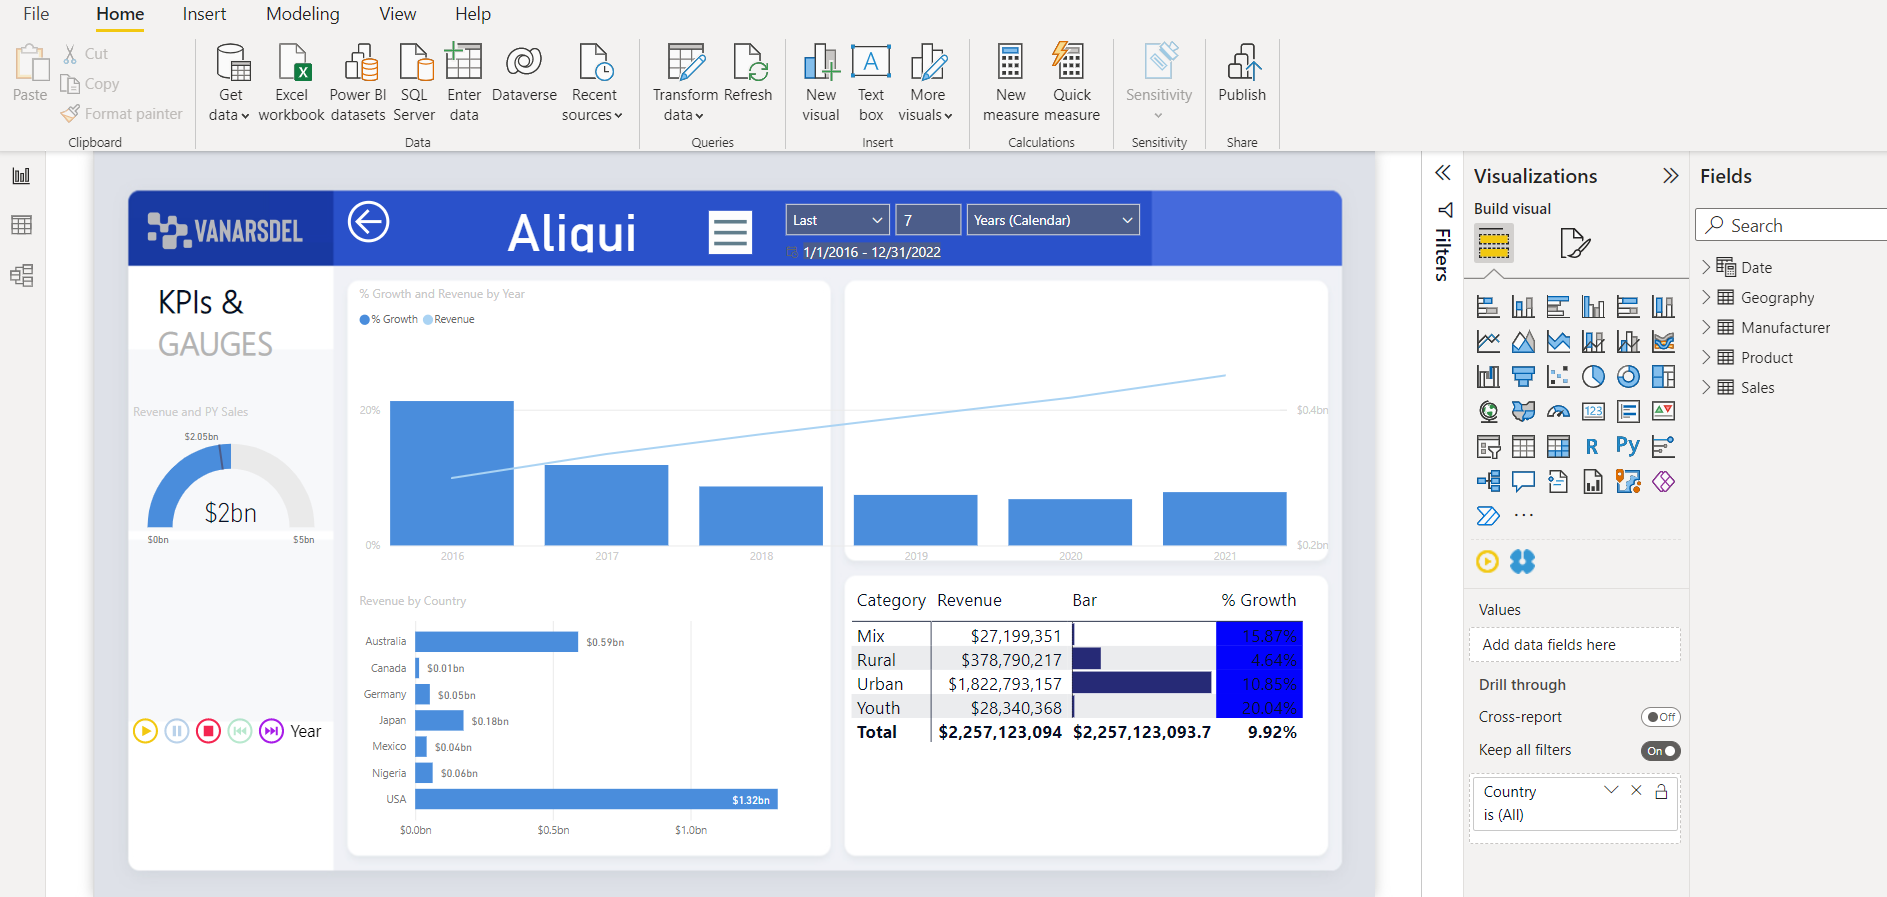 File Home Insert Modeling View Help
Paste
Cut
Copy
Format painter
Clipboard
Get data
Excel workbook
Power BI datasets
SQL Server
Enter data
Dataverse
Recent sources
Data
Transform data
Refresh
Queries
New visual
Text box
More visuals
Insert
New measure
Quick measure
Calculations
Sensitivity
Sensitivity
Publish
Share
VANARSDEL
Aliqui
Last
7
Years (Calendar)
1/1/2016 - 12/31/2022
KPIs &
GAUGES
Revenue and PY Sales
$2.05bn
$2bn
$0bn
$5bn
Year
% Growth and Revenue by Year
% Growth Revenue
20%
0%
$0.4bn
$0.2bn
2016 2017 2018 2019 2020 2021
Revenue by Country
Australia $0.59bn
Canada $0.01bn
Germany $0.05bn
Japan $0.18bn
Mexico $0.04bn
Nigeria $0.06bn
USA $1.32bn
$0.0bn $0.5bn $1.0bn
Category Revenue Bar % Growth
Mix $27,199,351 15.87%
Rural $378,790,217 4.64%
Urban $1,822,793,157 10.85%
Youth $28,340,368 20.04%
Total $2,257,123,094 $2,257,123,093.7 9.92%
Filters
Visualizations
Build visual
123
R
Py
...
Values
Add data fields here
Drill through
Cross-report Off
Keep all filters On
Country
is (All)
Fields
Search
Date
Geography
Manufacturer
Product
Sales